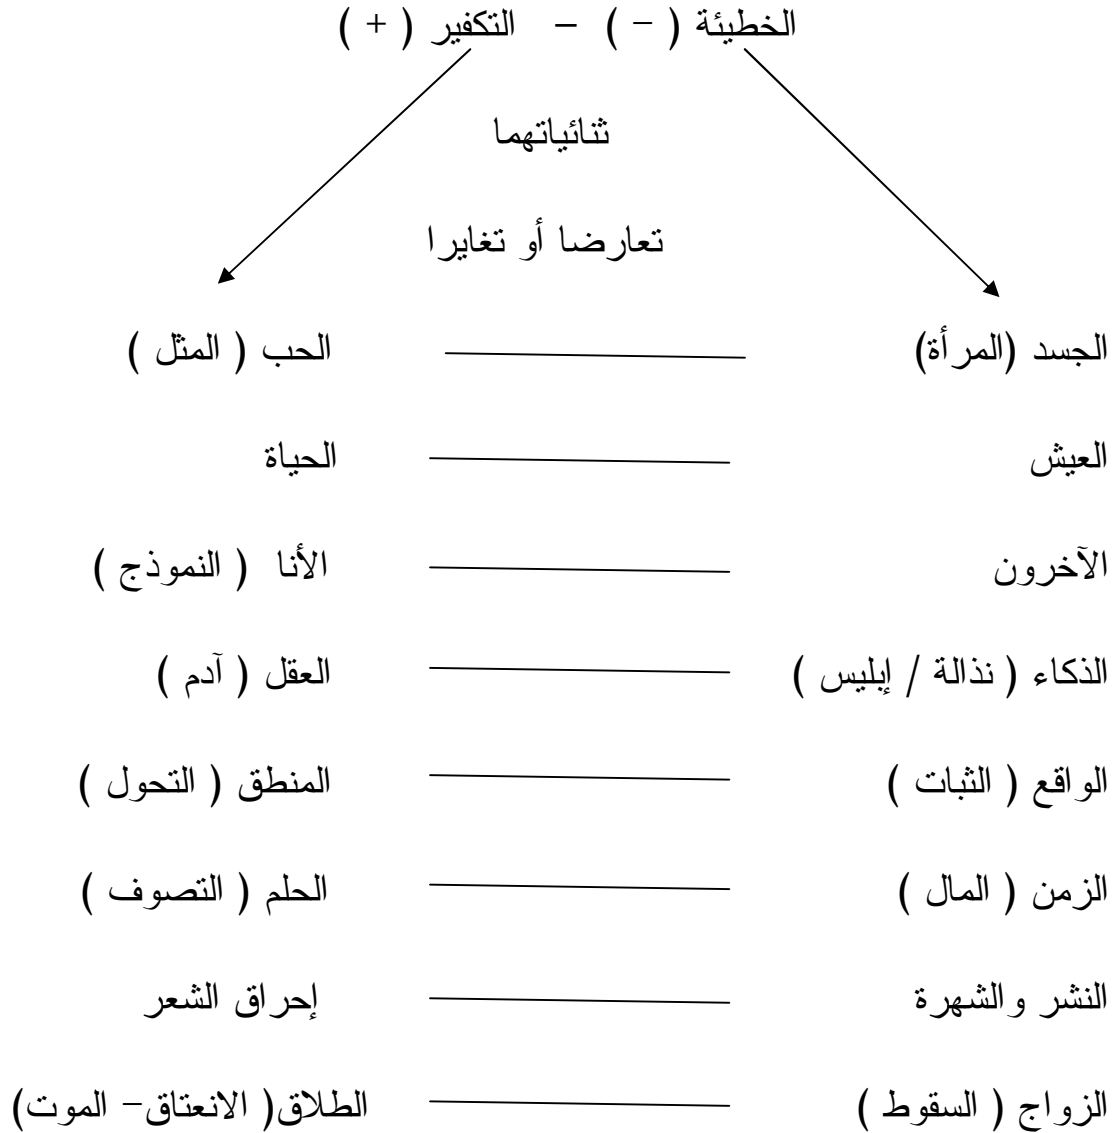 الخطيئة ( – ) – التكفير ( + )
ثنائياتهما
تعارضا أو تغايرا
الجسد (المرأة) الحب ( المثل )
العيش الحياة
الآخرون الأنا ( النموذج )
الذكاء ( نذالة / إبليس ) العقل ( آدم )
الواقع ( الثبات ) المنطق ( التحول )
الزمن ( المال ) الحلم ( التصوف )
النشر والشهرة إحراق الشعر
الزواج ( السقوط ) الطلاق( الانعتاق– الموت)